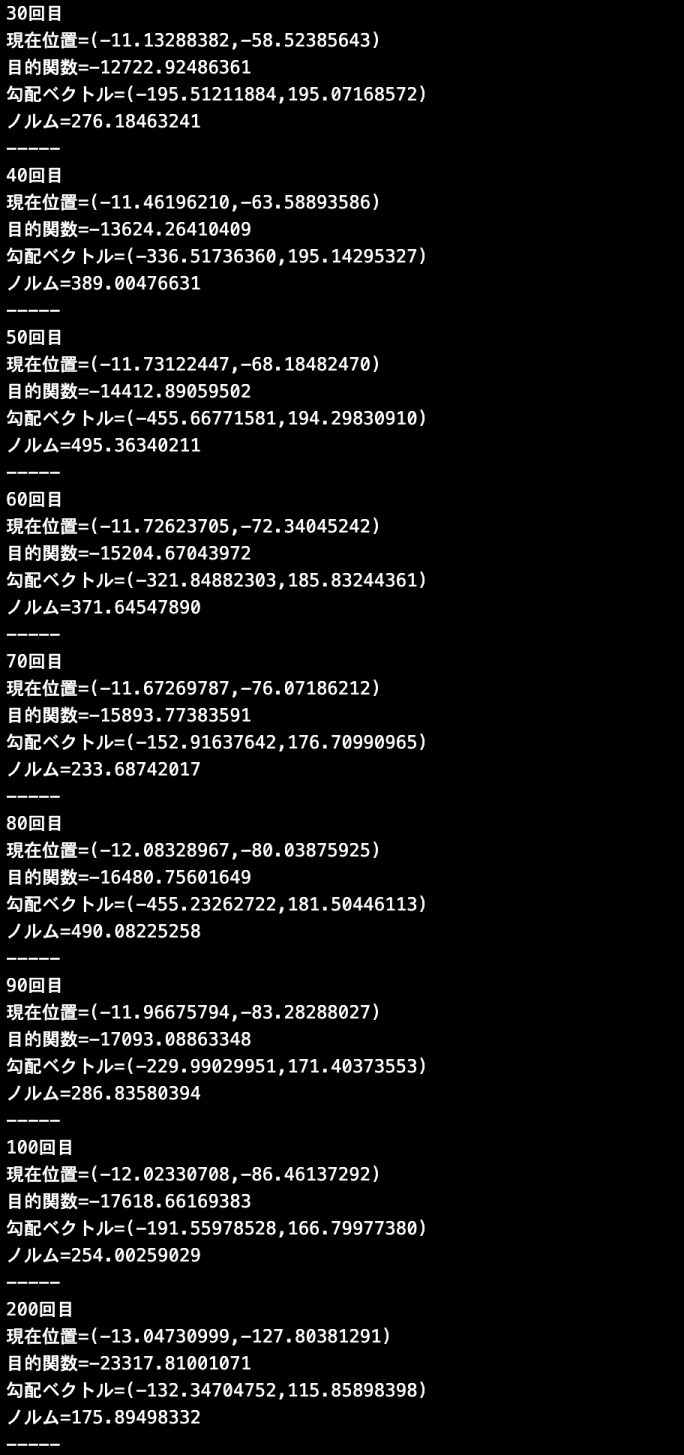 30回目
現在位置=(-11.13288382,-58.52385643)
目的関数=-12722.92486361
勾配ベクトル=(-195.51211884,195.07168572)
ノルム=276.18463241
-----
40回目
現在位置=(-11.46196210,-63.58893586)
目的関数=-13624.26410409
勾配ベクトル=(-336.51736360,195.14295327)
ノルム=389.00476631
-----
50回目
現在位置=(-11.73122447,-68.18482470)
目的関数=-14412.89059502
勾配ベクトル=(-455.66771581,194.29830910)
ノルム=495.36340211
-----
60回目
現在位置=(-11.72623705,-72.34045242)
目的関数=-15204.67043972
勾配ベクトル=(-321.84882303,185.83244361)
ノルム=371.64547890
-----
70回目
現在位置=(-11.67269787,-76.07186212)
目的関数=-15893.77383591
勾配ベクトル=(-152.91637642,176.70990965)
ノルム=233.68742017
-----
80回目
現在位置=(-12.08328967,-80.03875925)
目的関数=-16480.75601649
勾配ベクトル=(-455.23262722,181.50446113)
ノルム=490.08225258
-----
90回目
現在位置=(-11.96675794,-83.28288027)
目的関数=-17093.08863348
勾配ベクトル=(-229.99029951,171.40373553)
ノルム=286.83580394
-----
100回目
現在位置=(-12.02330708,-86.46137292)
目的関数=-17618.66169383
勾配ベクトル=(-191.55978528,166.79977380)
ノルム=254.00259029
-----
200回目
現在位置=(-13.04730999,-127.80381291)
目的関数=-23317.81001071
勾配ベクトル=(-132.34704752,115.85898398)
ノルム=175.89498332
-----